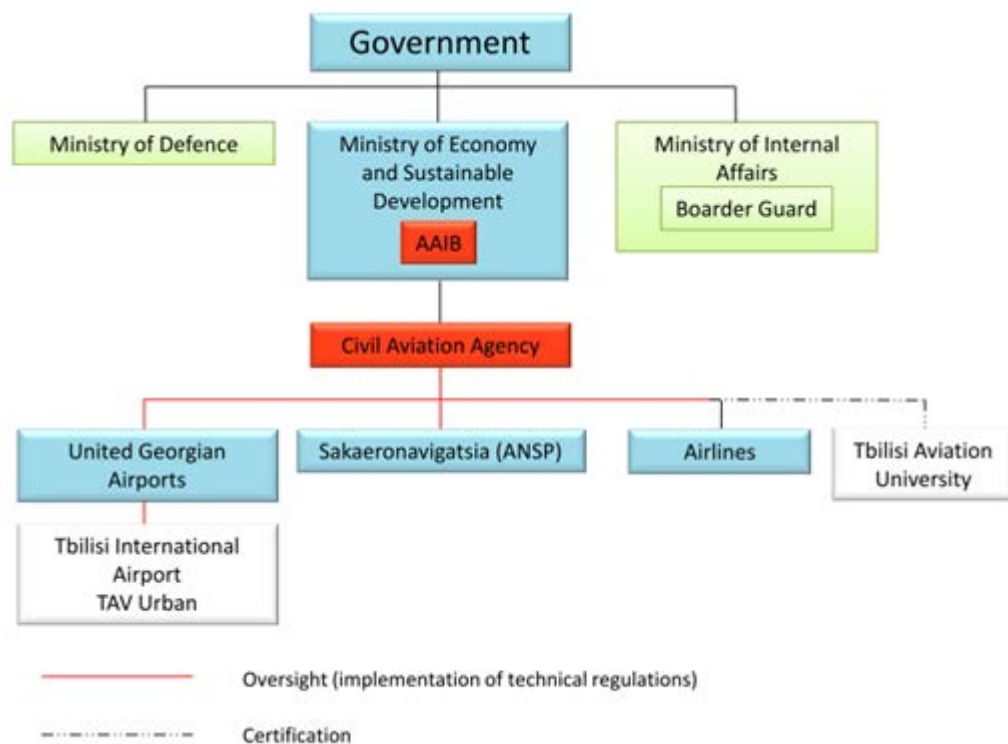 Government
Ministry of Defence
Ministry of Economy
and Sustainable
Development
AAIB
Ministry of Internal
Affairs
Boarder Guard
Civil Aviation Agency
United Georgian
Airports
Sakaeronavigatsia (ANSP)
Airlines
Tbilisi Aviation
University
Tbilisi International
Airport
TAV Urban
Oversight (implementation of technical regulations)
Certification